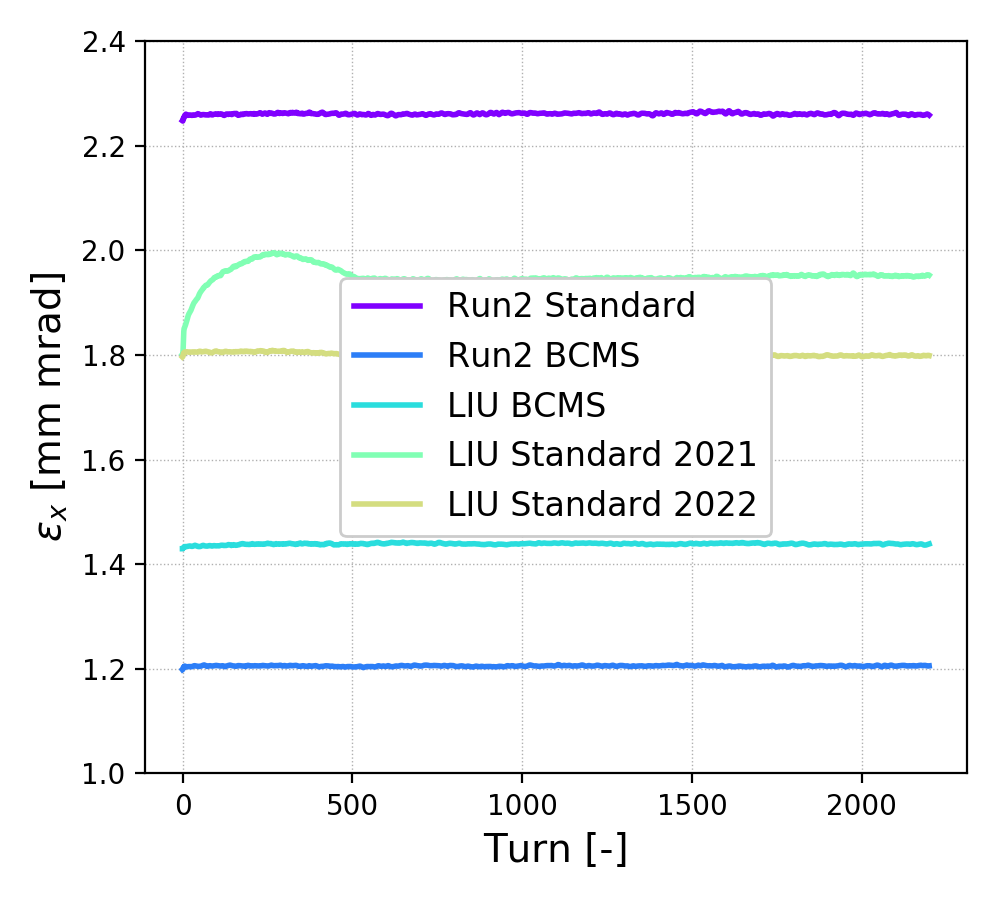 2.4
2.2
2.0
1.8
1.6
1.4
1.2
1.0
εx [mm mrad]
Run2 Standard
Run2 BCMS
LIU BCMS
LIU Standard 2021
LIU Standard 2022
0 500 1000 1500 2000
Turn [-]